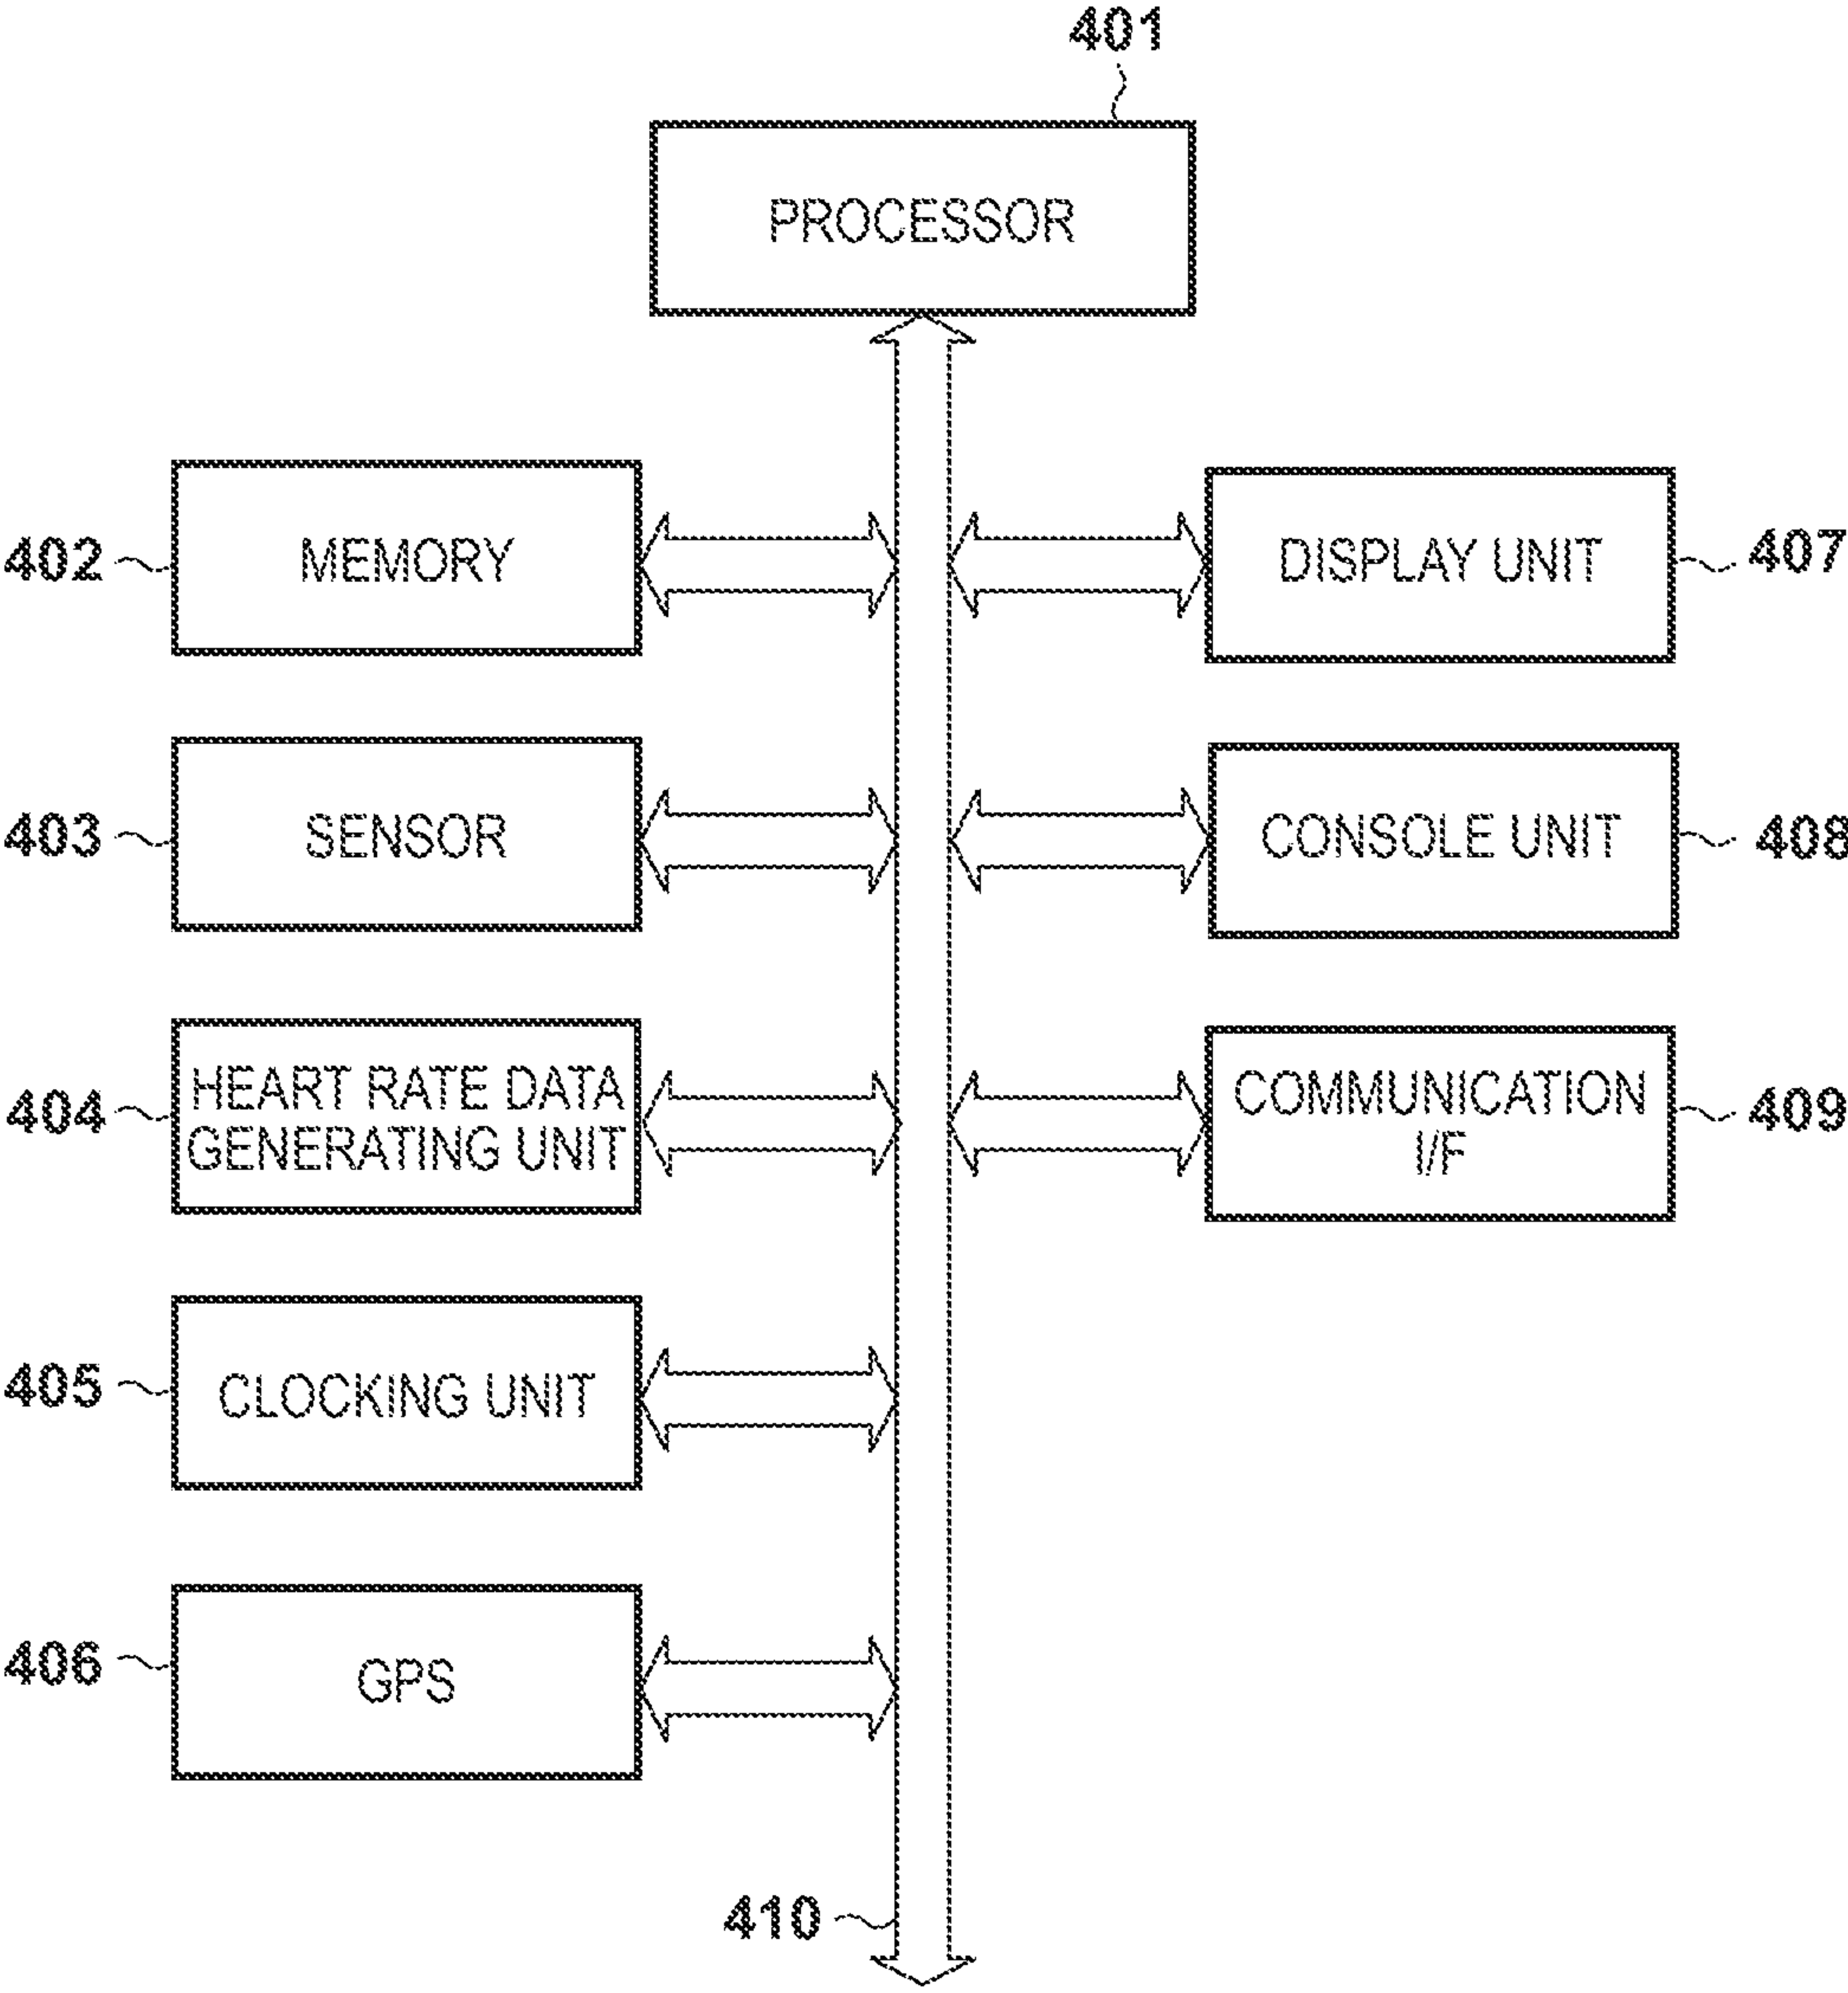 401
PROCESSOR
402
MEMORY
DISPLAY UNIT
407
403
SENSOR
CONSOLE UNIT
408
404
HEART RATE DATA
GENERATING UNIT
COMMUNICATION
I/F
409
405
CLOCKING UNIT
406
GPS
410